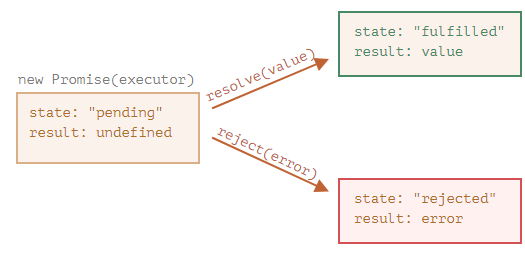 new Promise(executor)
state: "pending"
result: undefined
resolve(value)
state: "fulfilled"
result: value
reject(error)
state: "rejected"
result: error